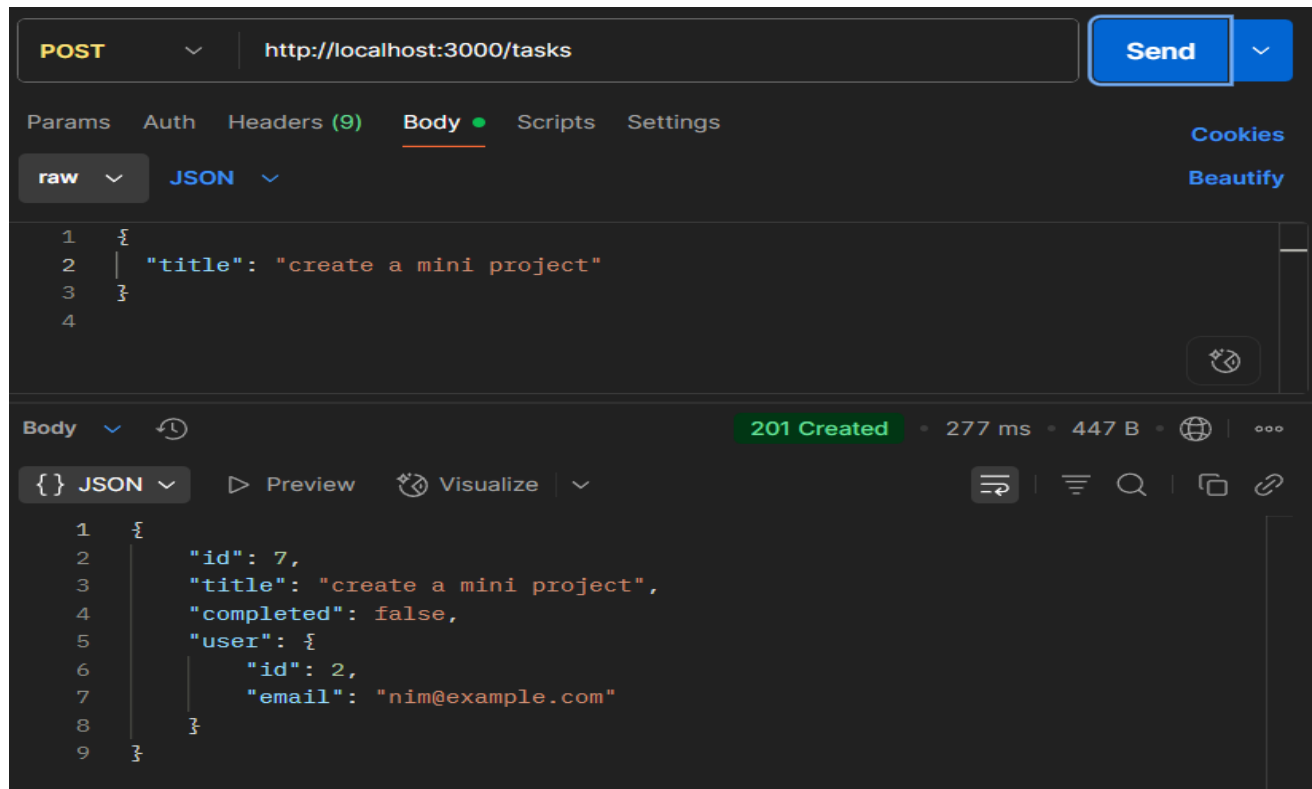 POST http://localhost:3000/tasks Send
Params Auth Headers (9) Body Scripts Settings Cookies
raw JSON Beautify
1 {
2 "title": "create a mini project"
3 }
4
Body 201 Created • 277 ms • 447 B •
{} JSON Preview Visualize
1 {
2 "id": 7,
3 "title": "create a mini project",
4 "completed": false,
5 "user": {
6 "id": 2,
7 "email": "nim@example.com"
8 }
9 }